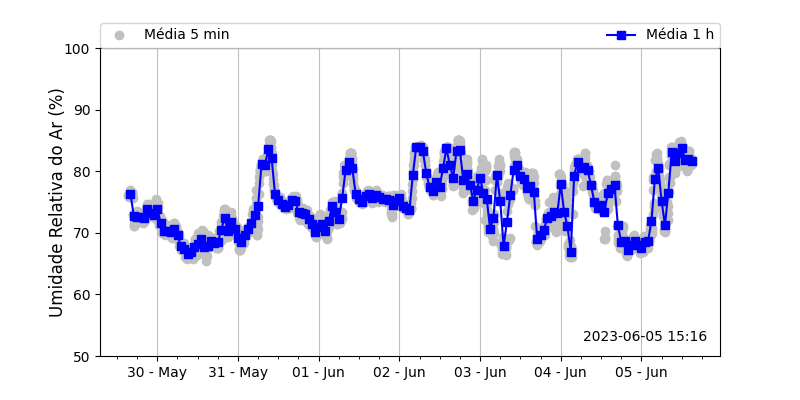 Média 5 min
Média 1 h
100
90
80
70
60
50
Umidade Relativa do Ar (%)
2023-06-05 15:16
30 - May
31 - May
01 - Jun
02 - Jun
03 - Jun
04 - Jun
05 - Jun